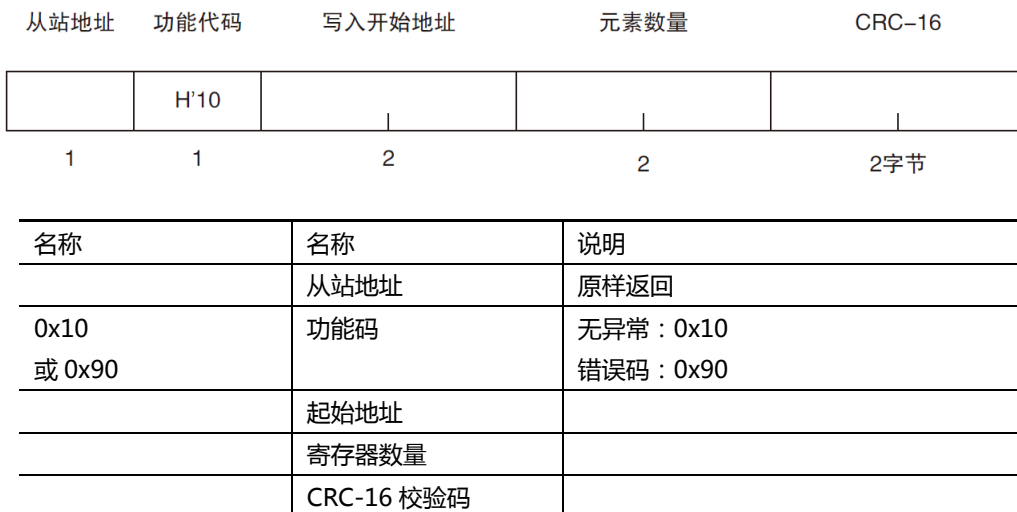 从站地址 功能代码 写入开始地址 元素数量 CRC-16
H'10
1 1 2 2 2字节
名称 名称 说明
从站地址 原样返回
0x10 功能码 无异常：0x10
或 0x90 错误码：0x90
起始地址
寄存器数量
CRC-16 校验码